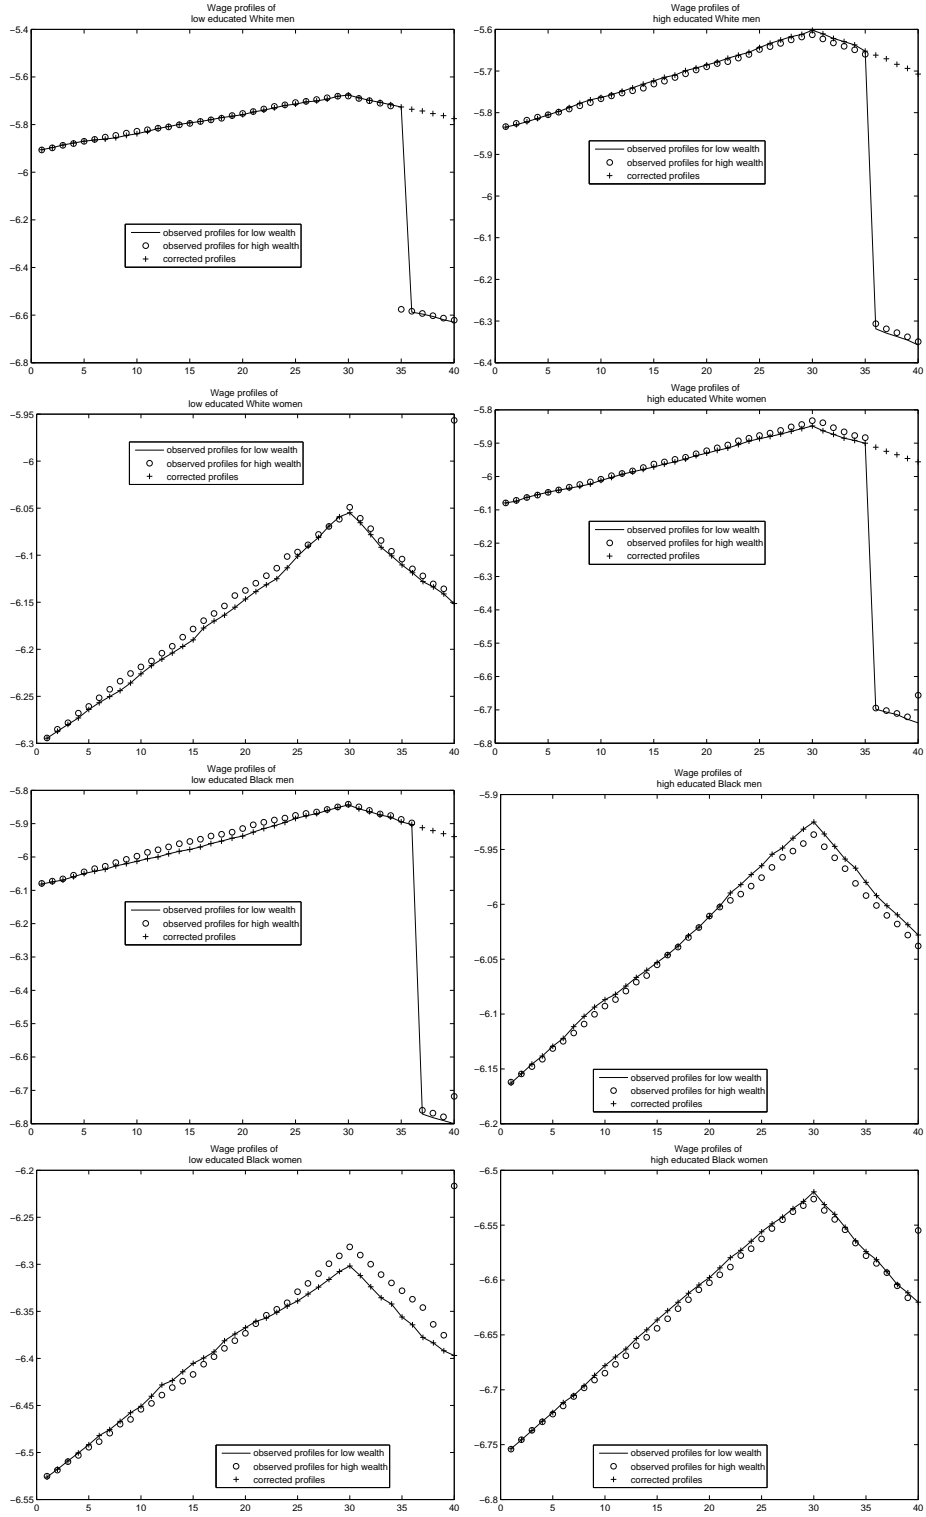 Wage profiles of
low educated White men
−5.4
−5.6
−5.8
−6
−6.2
−6.4
−6.6
−6.8
0 5 10 15 20 25 30 35 40
observed profiles for low wealth
observed profiles for high wealth
corrected profiles
Wage profiles of
high educated White men
−5.6
−5.7
−5.8
−5.9
−6
−6.1
−6.2
−6.3
−6.4
0 5 10 15 20 25 30 35 40
observed profiles for low wealth
observed profiles for high wealth
corrected profiles
Wage profiles of
low educated White women
−5.95
−6
−6.05
−6.1
−6.15
−6.2
−6.25
−6.3
0 5 10 15 20 25 30 35 40
observed profiles for low wealth
observed profiles for high wealth
corrected profiles
Wage profiles of
high educated White women
−5.8
−5.9
−6
−6.1
−6.2
−6.3
−6.4
−6.5
−6.6
−6.7
−6.8
0 5 10 15 20 25 30 35 40
observed profiles for low wealth
observed profiles for high wealth
corrected profiles
Wage profiles of
low educated Black men
−5.8
−5.9
−6
−6.1
−6.2
−6.3
−6.4
−6.5
−6.6
−6.7
−6.8
0 5 10 15 20 25 30 35 40
observed profiles for low wealth
observed profiles for high wealth
corrected profiles
Wage profiles of
high educated Black men
−5.9
−5.95
−6
−6.05
−6.1
−6.15
−6.2
0 5 10 15 20 25 30 35 40
observed profiles for low wealth
observed profiles for high wealth
corrected profiles
Wage profiles of
low educated Black women
−6.2
−6.25
−6.3
−6.35
−6.4
−6.45
−6.5
−6.55
0 5 10 15 20 25 30 35 40
observed profiles for low wealth
observed profiles for high wealth
corrected profiles
Wage profiles of
high educated Black women
−6.5
−6.55
−6.6
−6.65
−6.7
−6.75
−6.8
0 5 10 15 20 25 30 35 40
observed profiles for low wealth
observed profiles for high wealth
corrected profiles